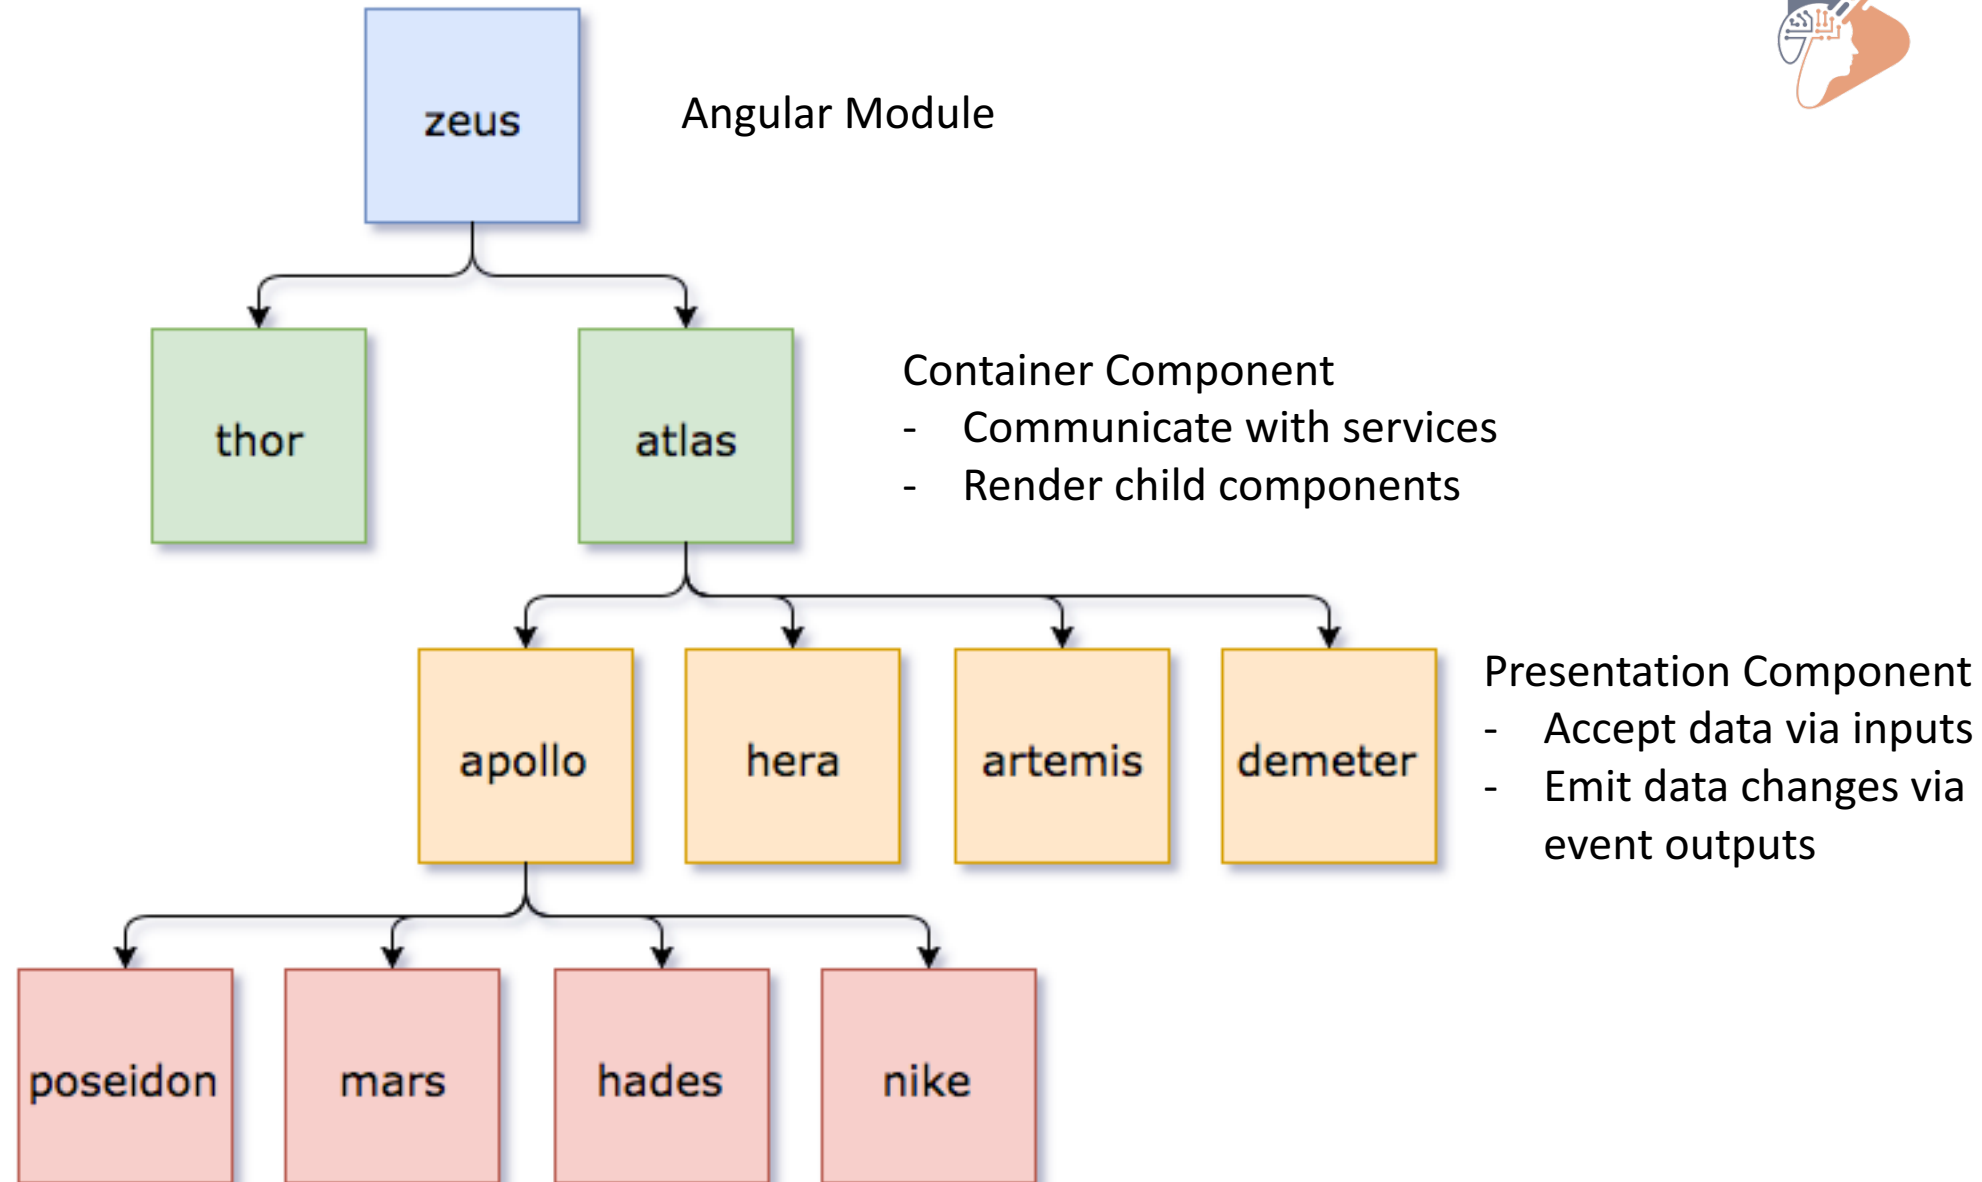 zeus
Angular Module
thor
atlas
Container Component
- Communicate with services
- Render child components
apollo
hera
artemis
demeter
Presentation Component
- Accept data via inputs
- Emit data changes via
event outputs
poseidon
mars
hades
nike